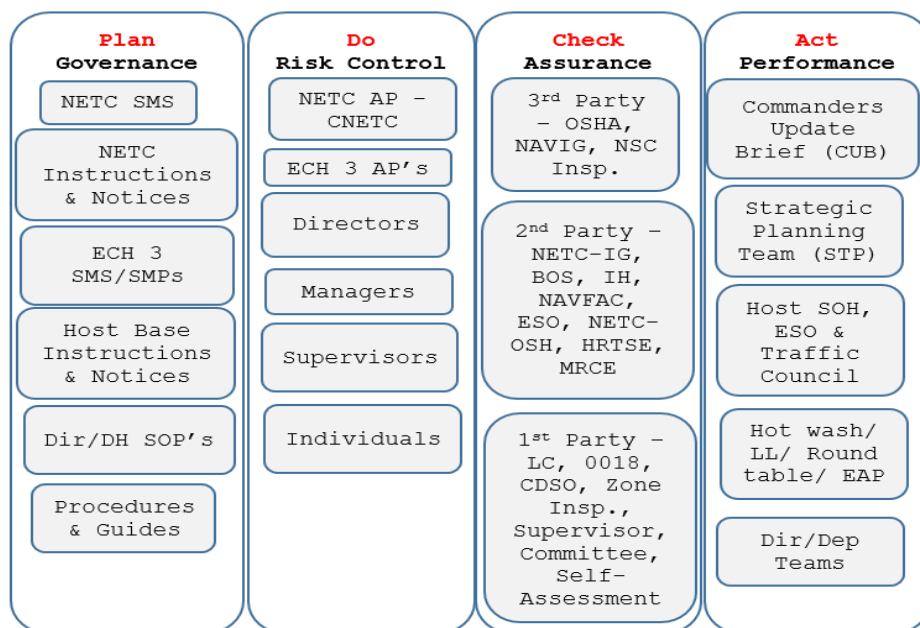 Plan
Governance
NETC SMS
NETC
Instructions
& Notices
ECH 3
SMS/SMPs
Host Base
Instructions
& Notices
Dir/DH SOP’s
Procedures
& Guides
Do
Risk Control
NETC AP –
CNETC
ECH 3 AP’s
Directors
Managers
Supervisors
Individuals
Check
Assurance
3rd Party
– OSHA,
NAVIG, NSC
Insp.
2nd Party –
NETC-IG,
BOS, IH,
NAVFAC,
ESO, NETC-
OSH, HRTSE,
MRCE
1st Party –
LC, 0018,
CDSO, Zone
Insp.,
Supervisor,
Committee,
Self-
Assessment
Act
Performance
Commanders
Update
Brief (CUB)
Strategic
Planning
Team (STP)
Host SOH,
ESO &
Traffic
Council
Hot wash/
LL/ Round
table/ EAP
Dir/Dep
Teams